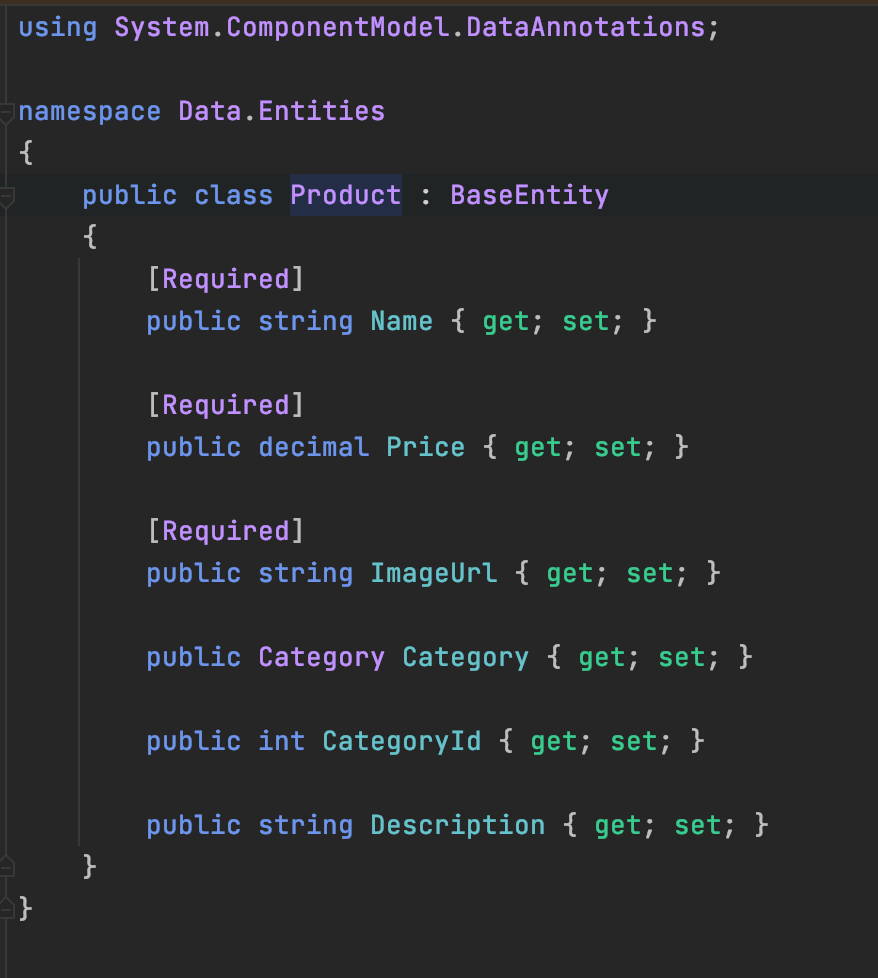 using System.ComponentModel.DataAnnotations;
namespace Data.Entities
{
public class Product : BaseEntity
{
[Required]
public string Name { get; set; }
[Required]
public decimal Price { get; set; }
[Required]
public string ImageUrl { get; set; }
public Category Category { get; set; }
public int CategoryId { get; set; }
public string Description { get; set; }
}
}